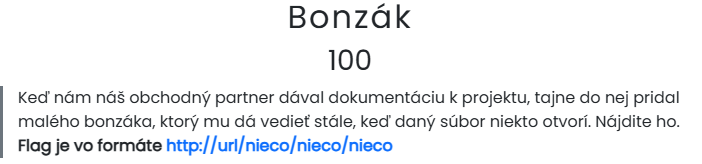 Bonzák
100
Keď nám náš obchodný partner dával dokumentáciu k projektu, tajne do nej pridal
malého bonzáka, ktorý mu dá vedieť stále, keď daný súbor niekto otvorí. Nájdite ho.
Flag je vo formáte http://url/nieco/nieco/nieco